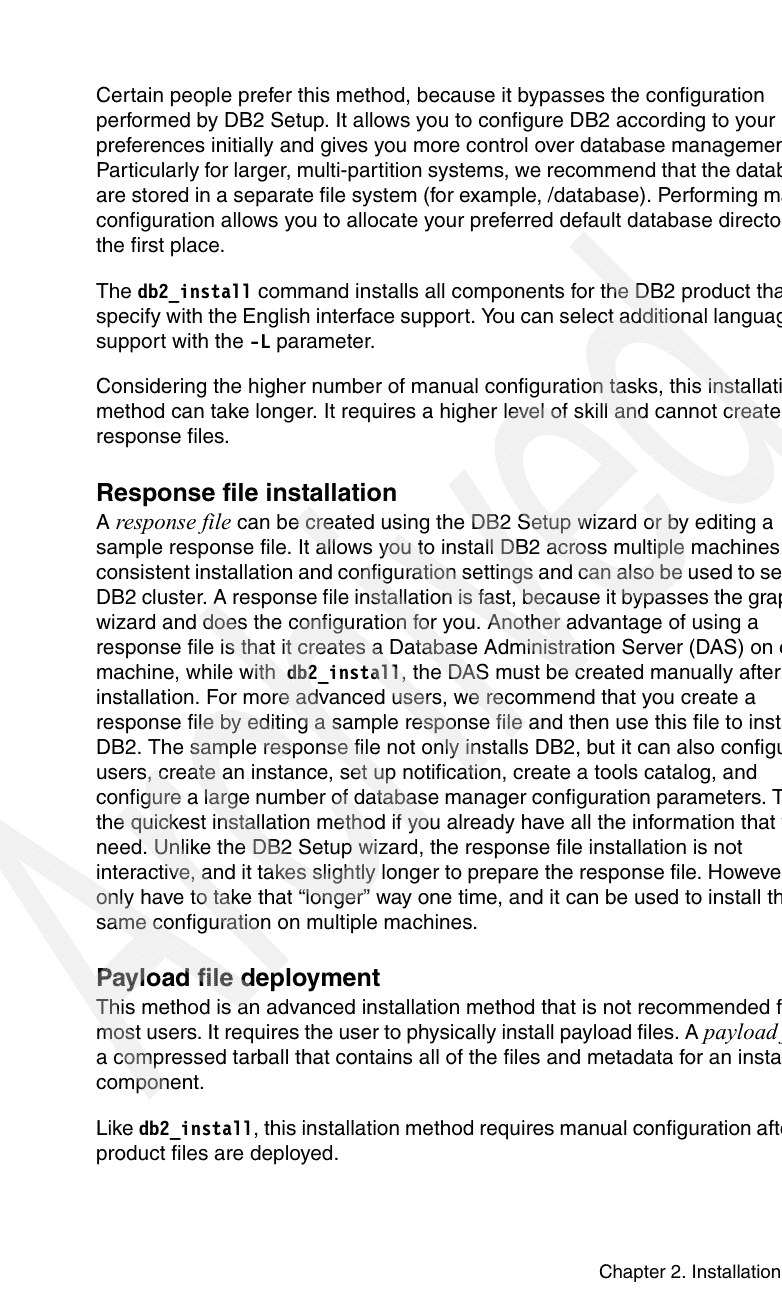 Certain people prefer this method, because it bypasses the configuration
performed by DB2 Setup. It allows you to configure DB2 according to your
preferences initially and gives you more control over database
Particularly for larger, multi-partition systems, we recommend that the
are stored in a separate file system (for example, /database). Performing
configuration allows you to allocate your preferred default database
the first place.
The db2_install command installs all components for the DB2 product
specify with the English interface support. You can select additional
support with the -L parameter.
Considering the higher number of manual configuration tasks, this
method can take longer. It requires a higher level of skill and cannot create
response files.
Response file installation
A response file can be created using the DB2 Setup wizard or by editing a
sample response file. It allows you to install DB2 across multiple machines
consistent installation and configuration settings and can also be used to
DB2 cluster. A response file installation is fast, because it bypasses the
wizard and does the configuration for you. Another advantage of using a
response file is that it creates a Database Administration Server (DAS) on
machine, while with db2_install, the DAS must be created manually after
installation. For more advanced users, we recommend that you create a
response file by editing a sample response file and then use this file to
DB2. The sample response file not only installs DB2, but it can also
users, create an instance, set up notification, create a tools catalog, and
configure a large number of database manager configuration parameters.
the quickest installation method if you already have all the information that
need. Unlike the DB2 Setup wizard, the response file installation is not
interactive, and it takes slightly longer to prepare the response file.
only have to take that “longer” way one time, and it can be used to install
same configuration on multiple machines.
Payload file deployment
This method is an advanced installation method that is not recommended
most users. It requires the user to physically install payload files. A payload
a compressed tarball that contains all of the files and metadata for an
component.
Like db2_install, this installation method requires manual configuration
product files are deployed.
Chapter 2. Installation
Archived